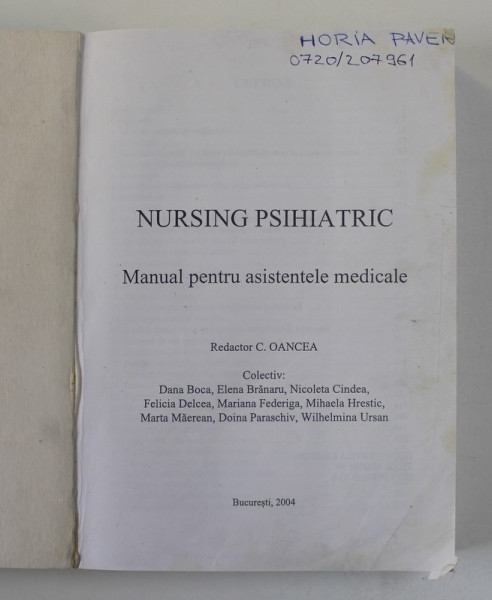 HORIA PAVEN
0720/207961
NURSING PSIHIATRIC
Manual pentru asistentele medicale
Redactor C. OANCEA
Colectiv:
Dana Boca, Elena Brănaru, Nicoleta Cindea,
Felicia Delcea, Mariana Federiga, Mihaela Hrestic,
Marta Măerean, Doina Paraschiv, Wilhelmina Ursan
București, 2004